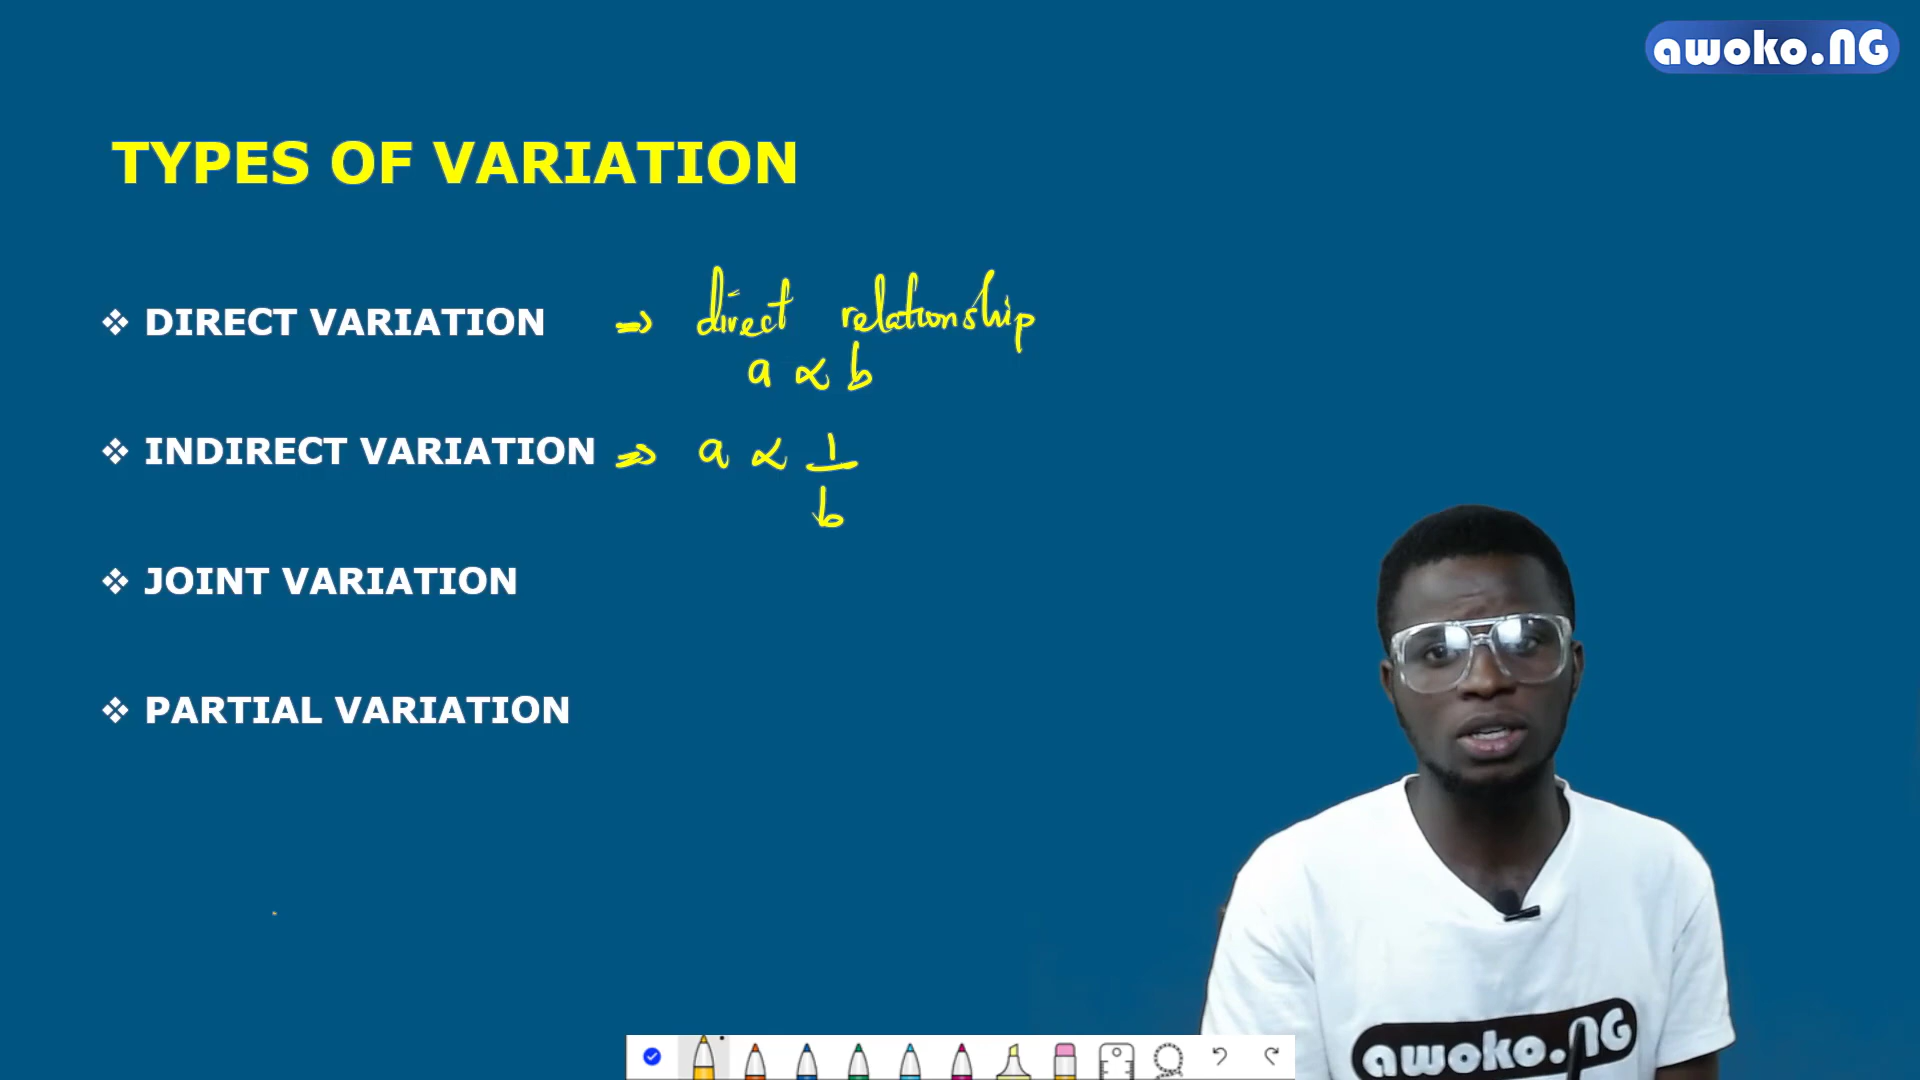 awoko.NG
TYPES OF VARIATION
❖ DIRECT VARIATION ⇒ direct relationship
a ∝ b
❖ INDIRECT VARIATION ⇒ a ∝ 1/b
❖ JOINT VARIATION
❖ PARTIAL VARIATION
awoko.NG